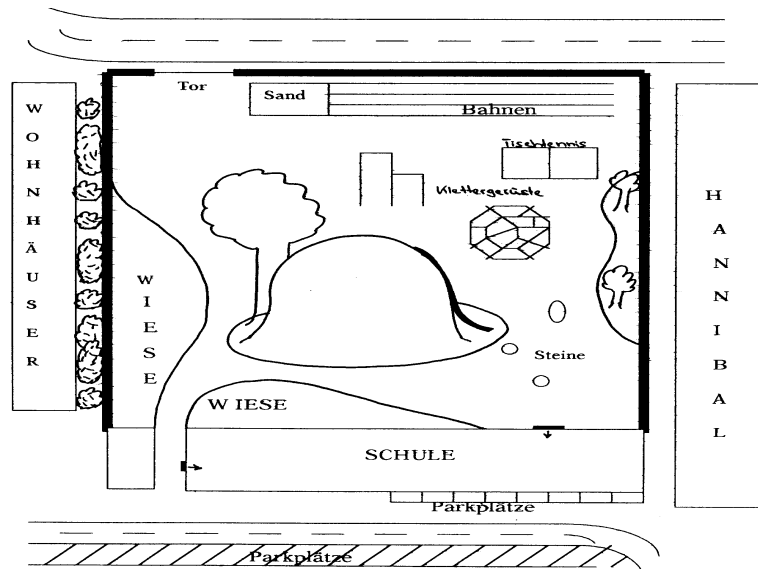 Tor
Sand
Bahnen
Tischtennis
Klettergerüste
WOHNHÄUSER
WIESE
HANNIBAL
Steine
WIESE
SCHULE
Parkplätze
Parkplätze